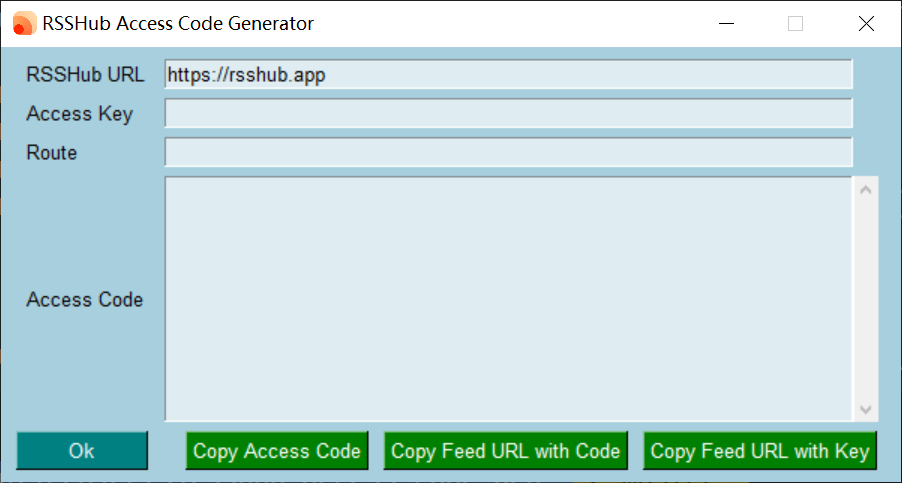 RSSHub Access Code Generator
RSSHub URL https://rsshub.app
Access Key
Route
Access Code
Ok Copy Access Code Copy Feed URL with Code Copy Feed URL with Key